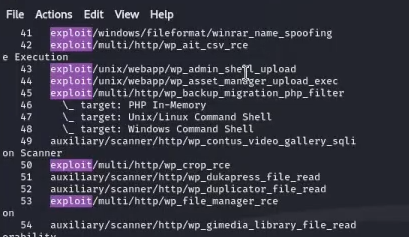 File Actions Edit View Help
41 exploit/windows/fileformat/winrar_name_spoofing
42 exploit/multi/http/wp_ait_csv_rce
e Execution
43 exploit/unix/webapp/wp_admin_shell_upload
44 exploit/unix/webapp/wp_asset_manager_upload_exec
45 exploit/multi/http/wp_backup_migration_php_filter
46 \_ target: PHP In-Memory
47 \_ target: Unix/Linux Command Shell
48 \_ target: Windows Command Shell
49 auxiliary/scanner/http/wp_contus_video_gallery_sqli
on Scanner
50 exploit/multi/http/wp_crop_rce
51 auxiliary/scanner/http/wp_dukapress_file_read
52 auxiliary/scanner/http/wp_duplicator_file_read
53 exploit/multi/http/wp_file_manager_rce
on
54 auxiliary/scanner/http/wp_gimedia_library_file_read